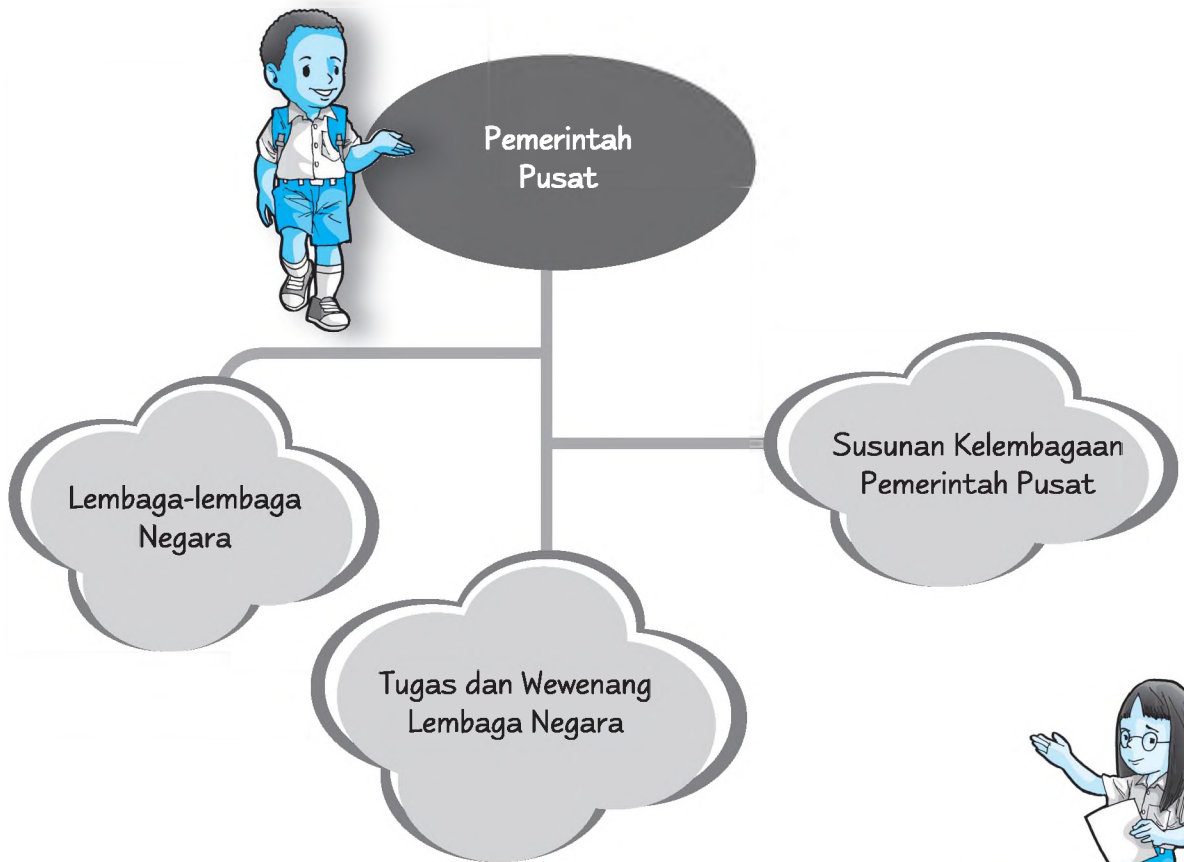 Pemerintah
Pusat
Lembaga-lembaga
Negara
Tugas dan Wewenang
Lembaga Negara
Susunan Kelembagaan
Pemerintah Pusat